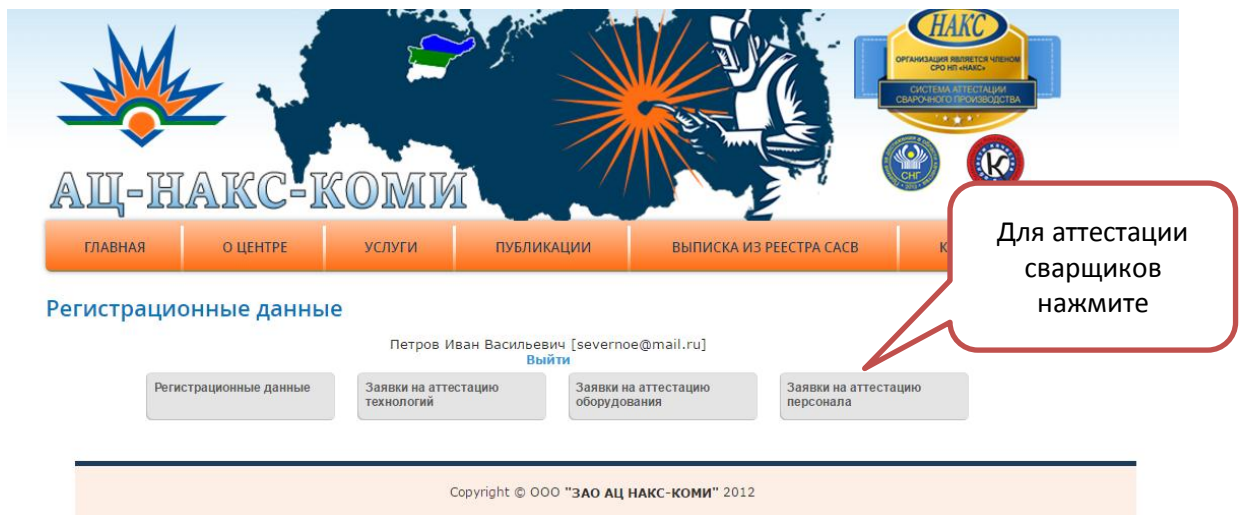 НАКС
ОРГАНИЗАЦИЯ ЯВЛЯЕТСЯ ЧЛЕНОМ
СРО НП «НАКС»
СИСТЕМА АТТЕСТАЦИИ
СВАРОЧНОГО ПРОИЗВОДСТВА
СНГ
АЦ-НАКС-КОМИ
ГЛАВНАЯ О ЦЕНТРЕ УСЛУГИ ПУБЛИКАЦИИ ВЫПИСКА ИЗ РЕЕСТРА САСВ К
Для аттестации
сварщиков
нажмите
Регистрационные данные
Петров Иван Васильевич [severnoe@mail.ru]
Выйти
Регистрационные данные
Заявки на аттестацию
технологий
Заявки на аттестацию
оборудования
Заявки на аттестацию
персонала
Copyright © ООО "ЗАО АЦ НАКС-КОМИ" 2012